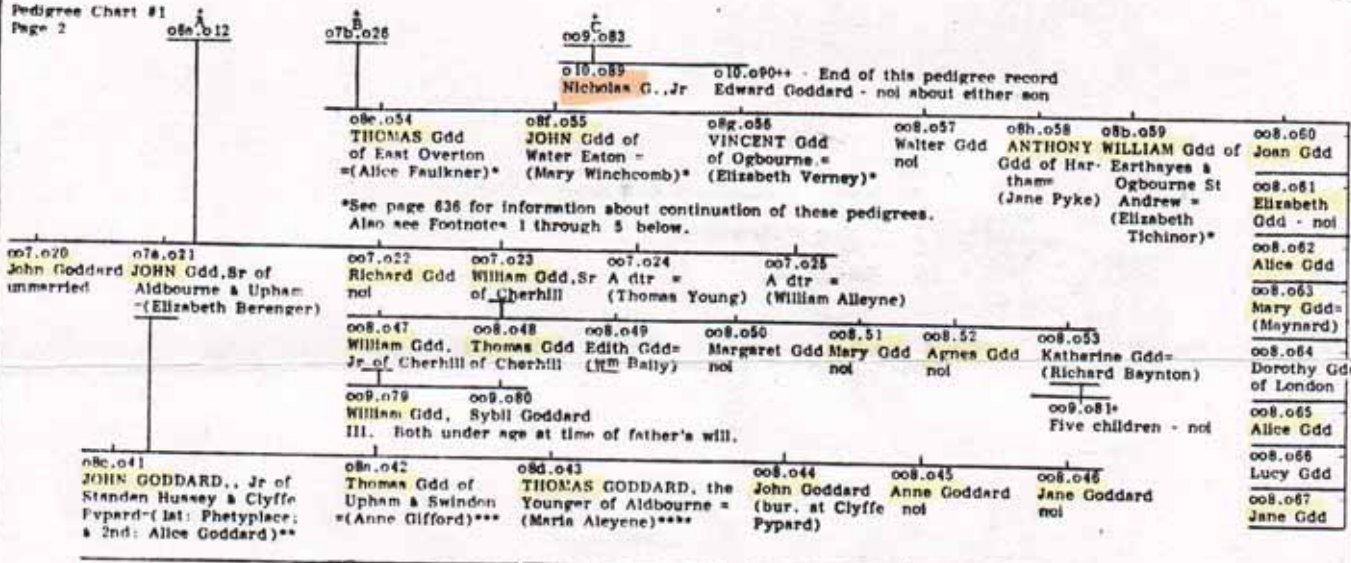 Pedigree Chart #1
Page 2
A
o6a.o12
B
o7b.o26
C
oo9.o83
o10.o89
Nicholas G.,Jr
o10.o90++ - End of this pedigree record
Edward Goddard - noi about either son
o8e.o54
THOMAS Gdd
of East Overton
=(Alice Faulkner)*
o8f.o55
JOHN Gdd of
Water Eaton =
(Mary Winchcomb)*
o8g.o56
VINCENT Gdd
of Ogbourne =
(Elizabeth Verney)*
oo8.o57
Walter Gdd
noi
o8h.o58
ANTHONY
Gdd of Har-
tham=
(Jane Pyke)
o8b.o59
WILLIAM Gdd of
Earthayes &
Ogbourne St
Andrew =
(Elizabeth
Tichinor)*
oo8.o60
Joan Gdd
oo8.o61
Elizabeth
Gdd - noi
oo8.o62
Alice Gdd
oo8.o63
Mary Gdd=
(Maynard)
oo8.o64
Dorothy Gdd
of London
oo8.o65
Alice Gdd
oo8.o66
Lucy Gdd
oo8.o67
Jane Gdd
*See page 636 for information about continuation of these pedigrees.
Also see Footnotes 1 through 5 below.
oo7.o20
John Goddard
unmarried
o7a.o21
JOHN Gdd,Sr of
Aldbourne & Upham
=(Elizabeth Berenger)
oo7.o22
Richard Gdd
noi
oo7.o23
William Gdd,Sr
of Cherhill
oo7.o24
A dtr =
(Thomas Young)
oo7.o25
A dtr =
(William Alleyne)
oo8.o47
William Gdd,
Jr of Cherhill
oo8.o48
Thomas Gdd
of Cherhill
oo8.o49
Edith Gdd=
(Wm Baily)
oo8.o50
Margaret Gdd
noi
oo8.51
Mary Gdd
noi
oo8.52
Agnes Gdd
noi
oo8.o53
Katherine Gdd=
(Richard Baynton)
oo9.o79
William Gdd,
III.
oo9.o80
Sybil Goddard
Both under age at time of father's will.
oo9.o81+
Five children - noi
o8c.o41
JOHN GODDARD,, Jr of
Standen Hussey & Clyffe
Pypard=( 1st: Phetyplace;
& 2nd: Alice Goddard)**
o8n.o42
Thomas Gdd of
Upham & Swindon
=(Anne Gifford)***
o8d.o43
THOMAS GODDARD, the
Younger of Aldbourne =
(Maria Aleyene)****
oo8.o44
John Goddard
(bur. at Clyffe
Pypard)
oo8.o45
Anne Goddard
noi
oo8.o46
Jane Goddard
noi